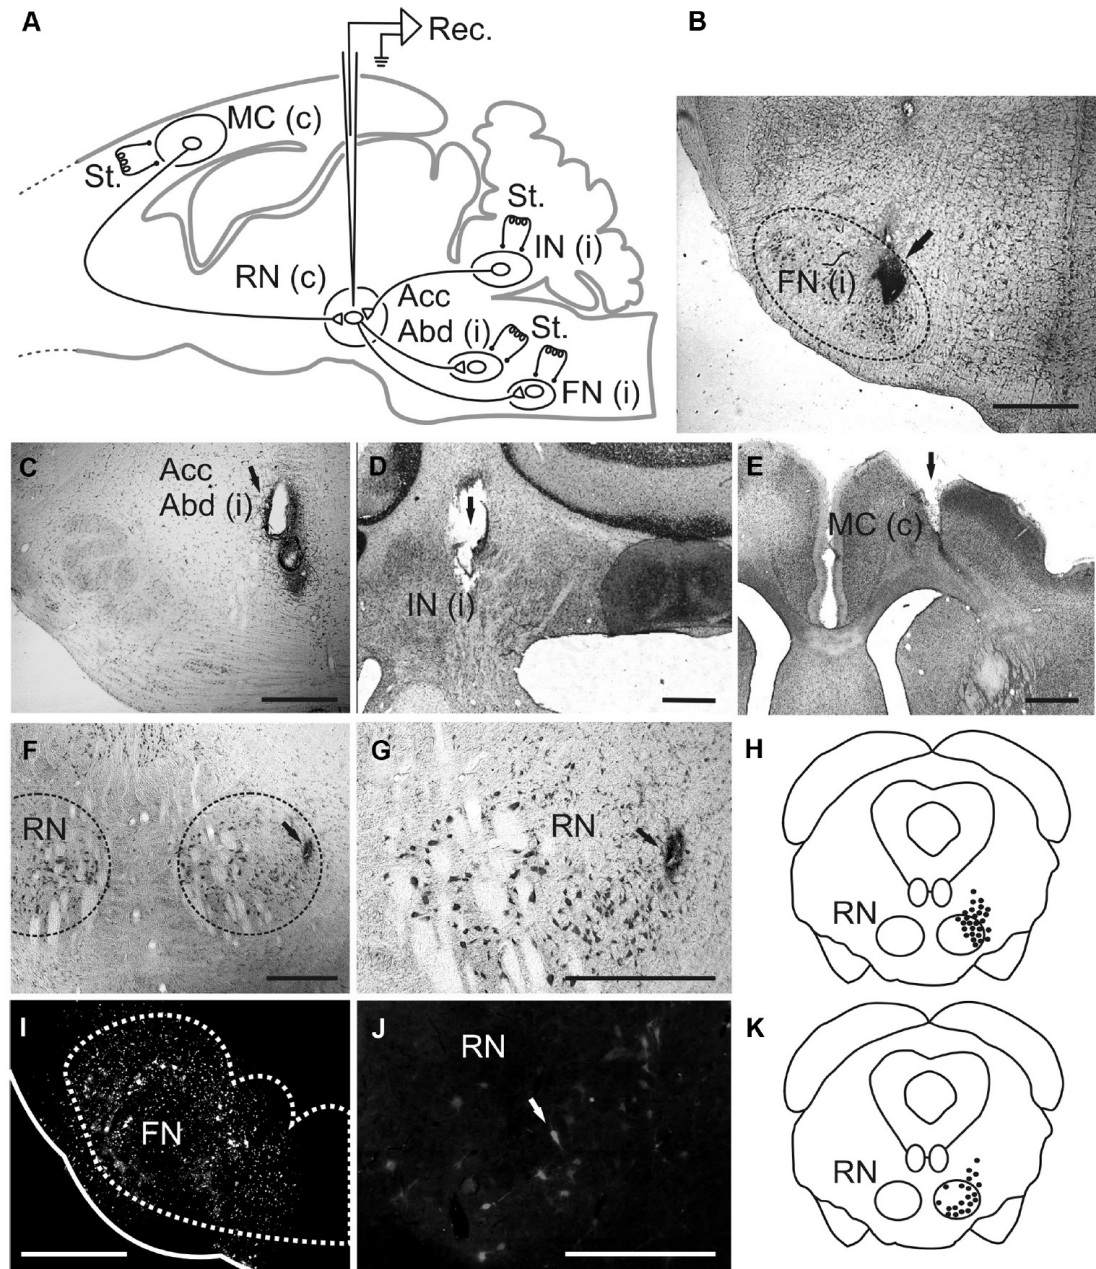 A
Rec.
MC (c)
St.
St.
IN (i)
RN (c)
Acc
Abd (i)
St.
FN (i)
B
FN (i)
C
Acc
Abd (i)
D
IN (i)
E
MC (c)
F
RN
G
RN
H
RN
I
FN
J
RN
K
RN